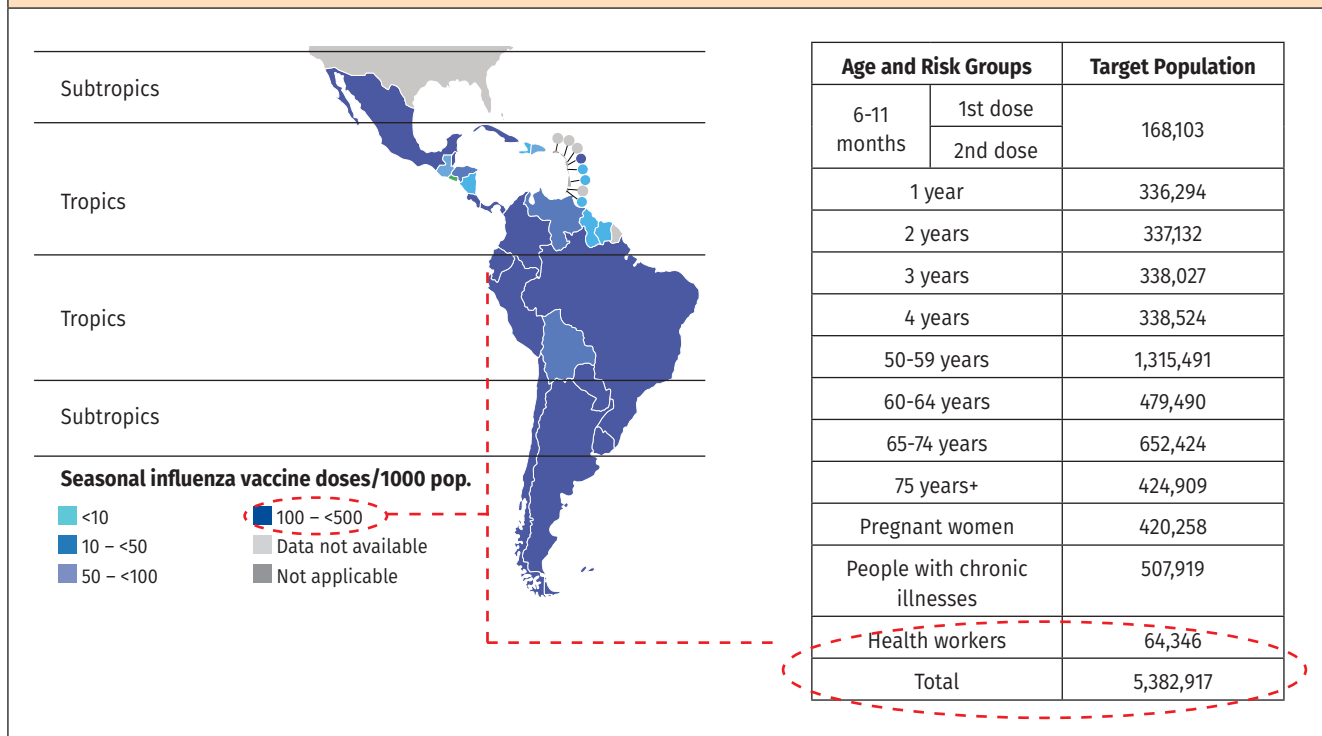 Subtropics
Tropics
Tropics
Subtropics
Seasonal influenza vaccine doses/1000 pop.
<10
10 – <50
50 – <100
100 – <500
Data not available
Not applicable
Age and Risk Groups Target Population
6-11 months 1st dose 168,103
2nd dose
1 year 336,294
2 years 337,132
3 years 338,027
4 years 338,524
50-59 years 1,315,491
60-64 years 479,490
65-74 years 652,424
75 years+ 424,909
Pregnant women 420,258
People with chronic 507,919
illnesses
Health workers 64,346
Total 5,382,917